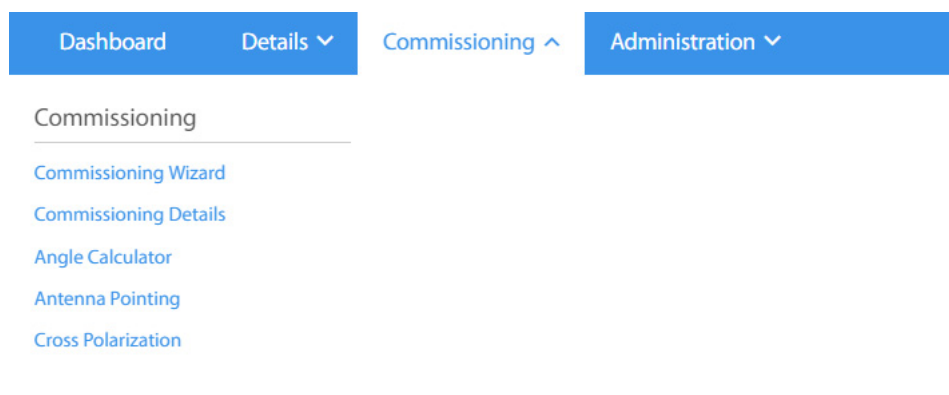 Dashboard Details Commissioning Administration
Commissioning
Commissioning Wizard
Commissioning Details
Angle Calculator
Antenna Pointing
Cross Polarization